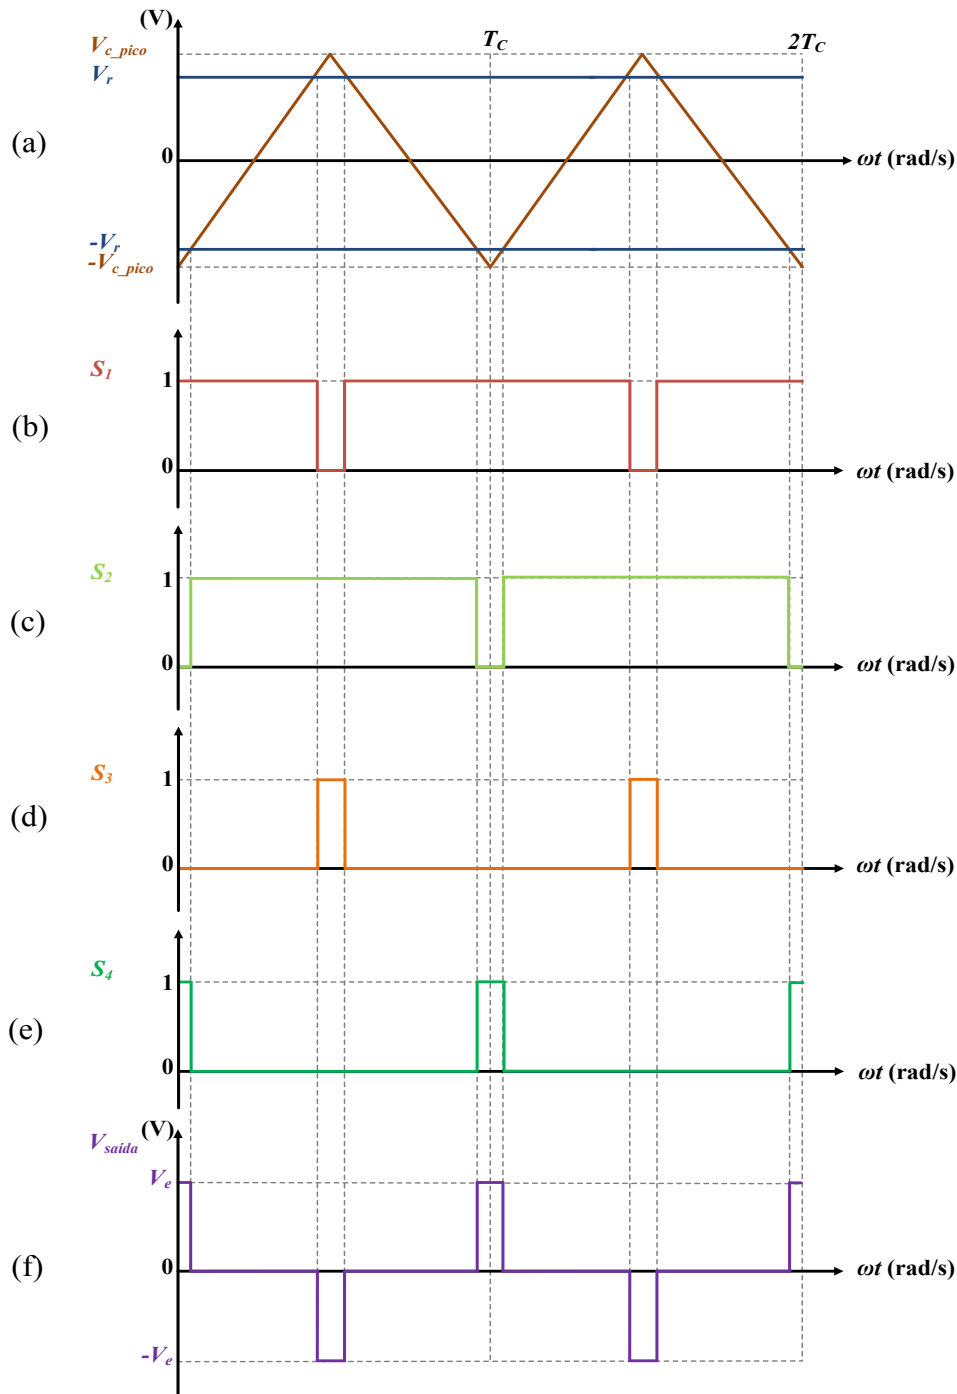 (V)
V_c_pico
T_C
2T_C
V_r
(a)
0
ωt (rad/s)
-V_r
-V_c_pico
S_1
1
(b)
0
ωt (rad/s)
S_2
1
(c)
0
ωt (rad/s)
S_3
1
(d)
0
ωt (rad/s)
S_4
1
(e)
0
ωt (rad/s)
(V)
V_saída
V_e
(f)
0
ωt (rad/s)
-V_e